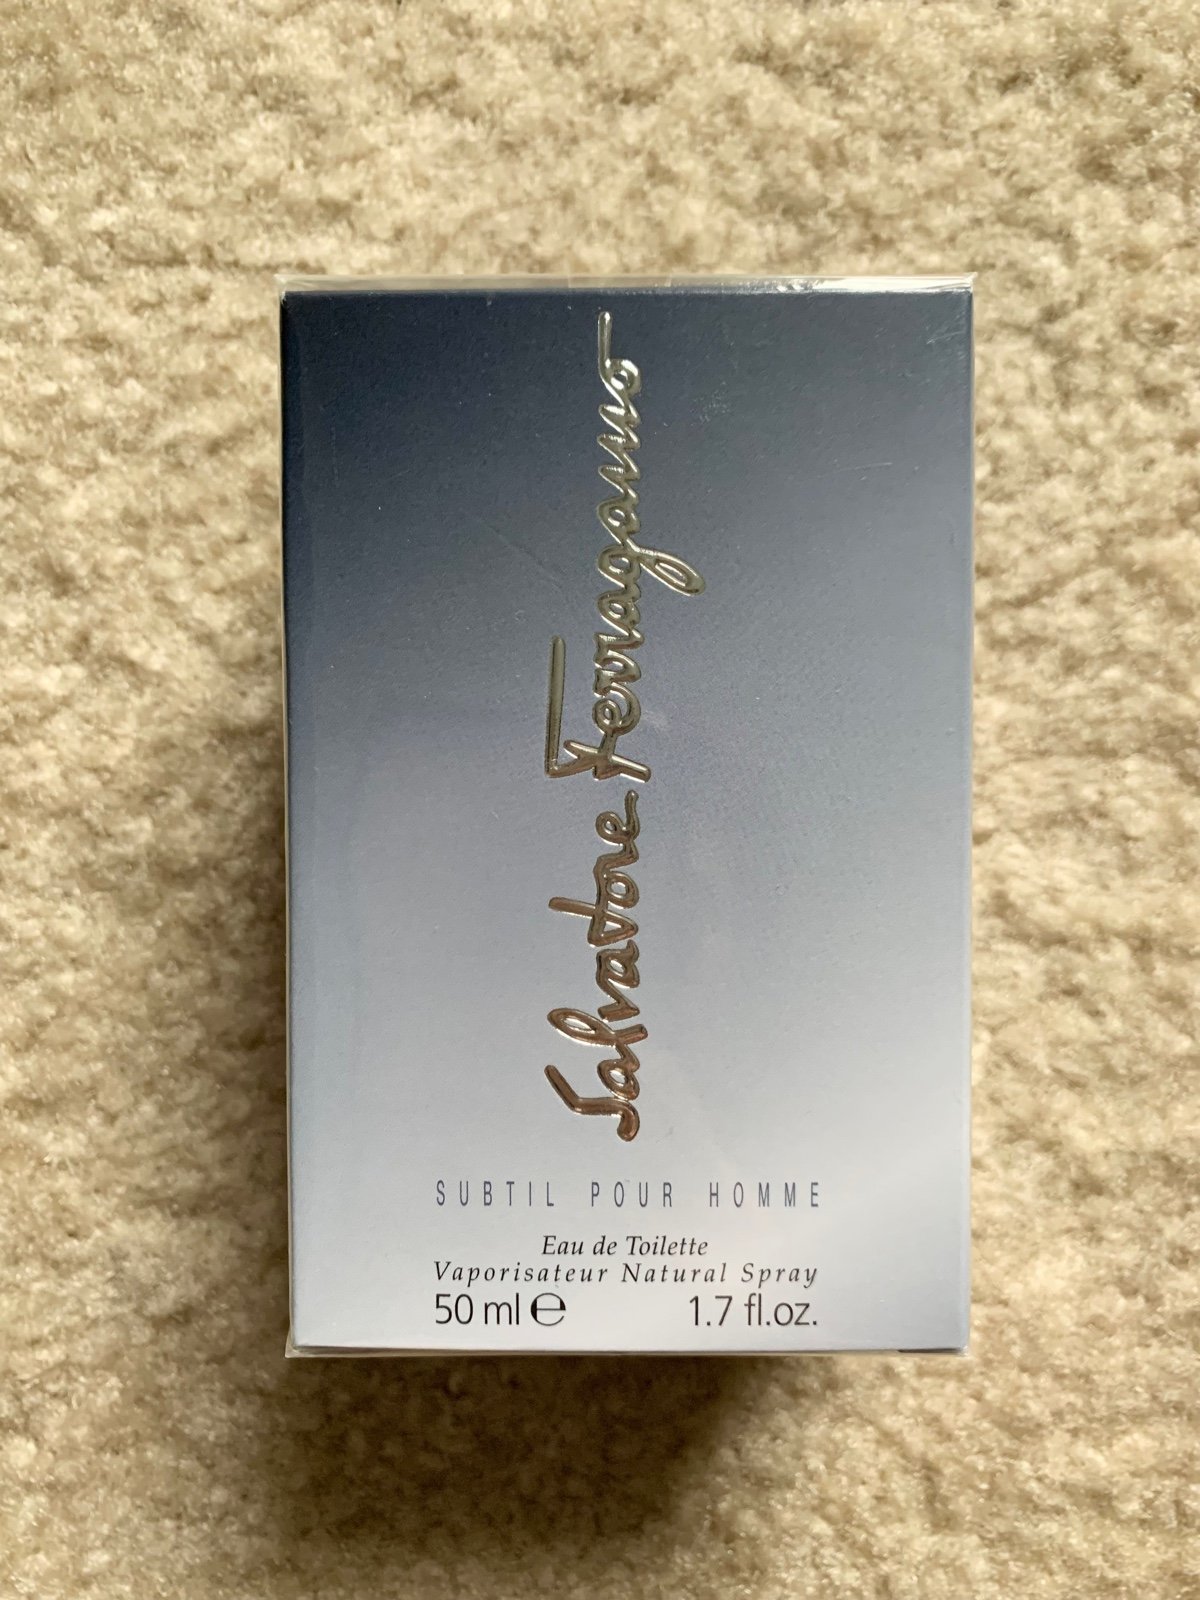 Salvatore Ferragamo
SUBTIL POUR HOMME
Eau de Toilette
Vaporisateur Natural Spray
50 ml ℮ 1.7 fl.oz.